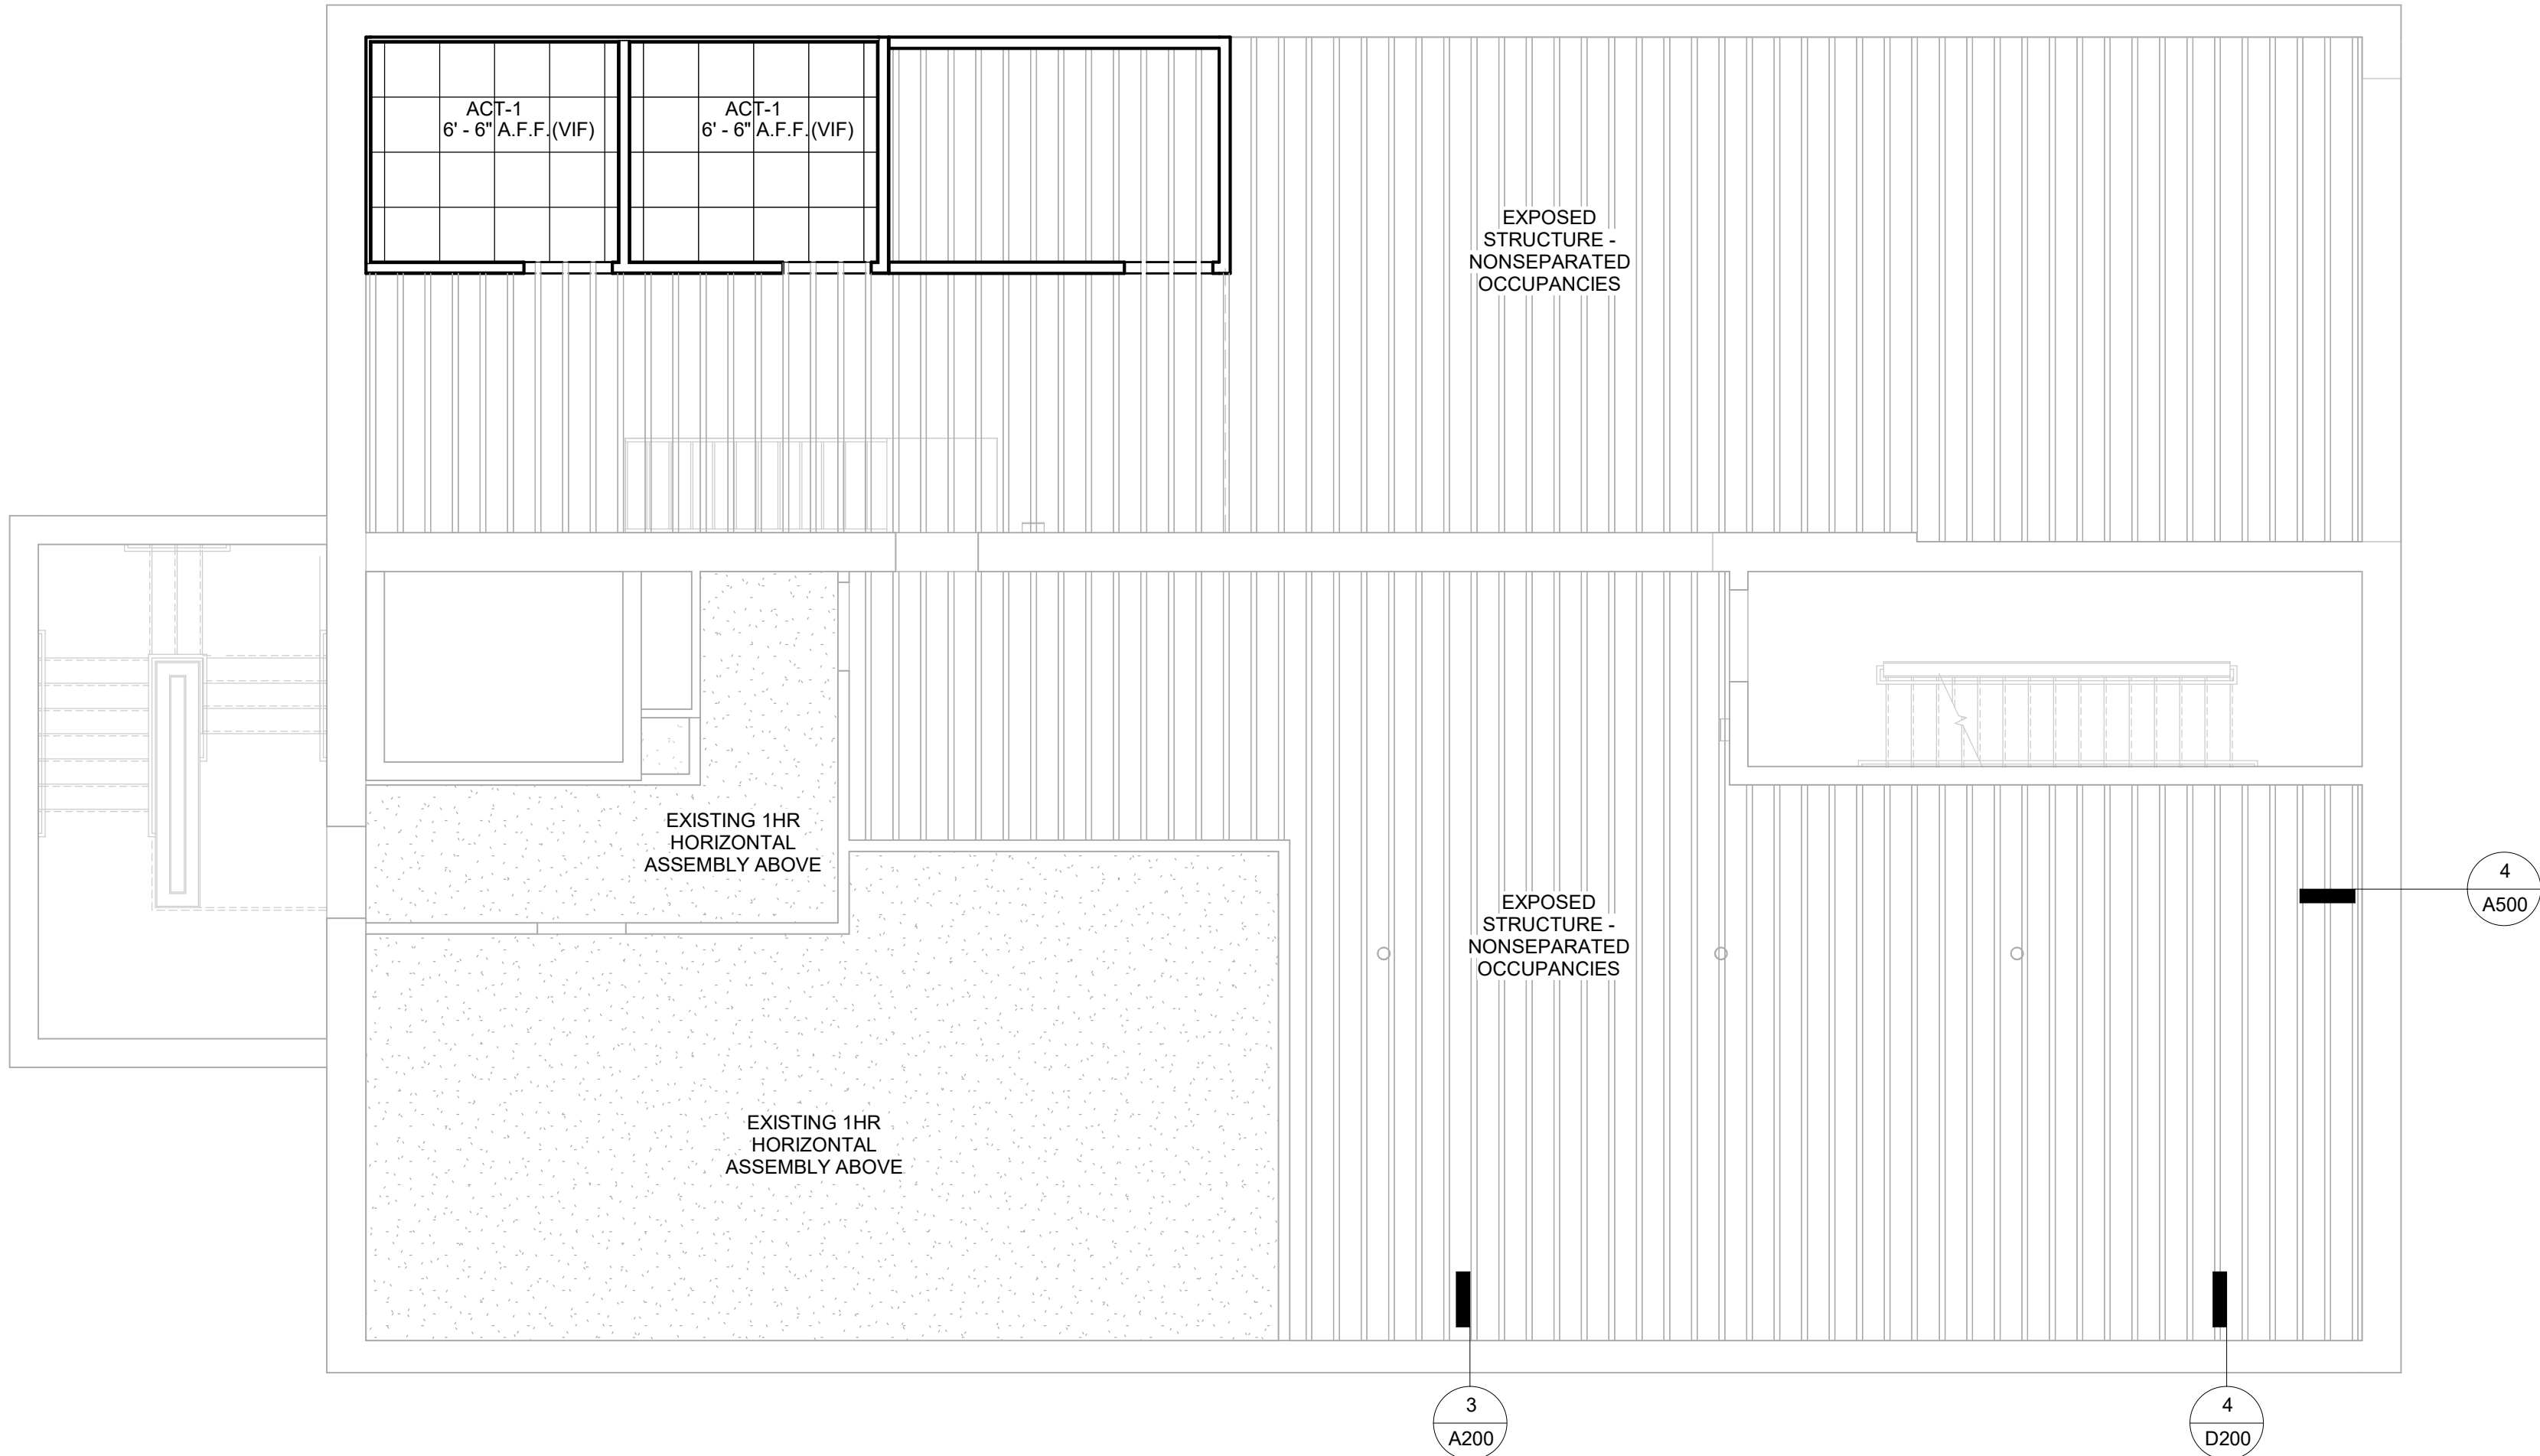 ACT-1
6' - 6" A.F.F.(VIF)
ACT-1
6' - 6" A.F.F.(VIF)
EXPOSED
STRUCTURE -
NONSEPARATED
OCCUPANCIES
EXISTING 1HR
HORIZONTAL
ASSEMBLY ABOVE
EXPOSED
STRUCTURE -
NONSEPARATED
OCCUPANCIES
4
A500
EXISTING 1HR
HORIZONTAL
ASSEMBLY ABOVE
3
A200
4
D200